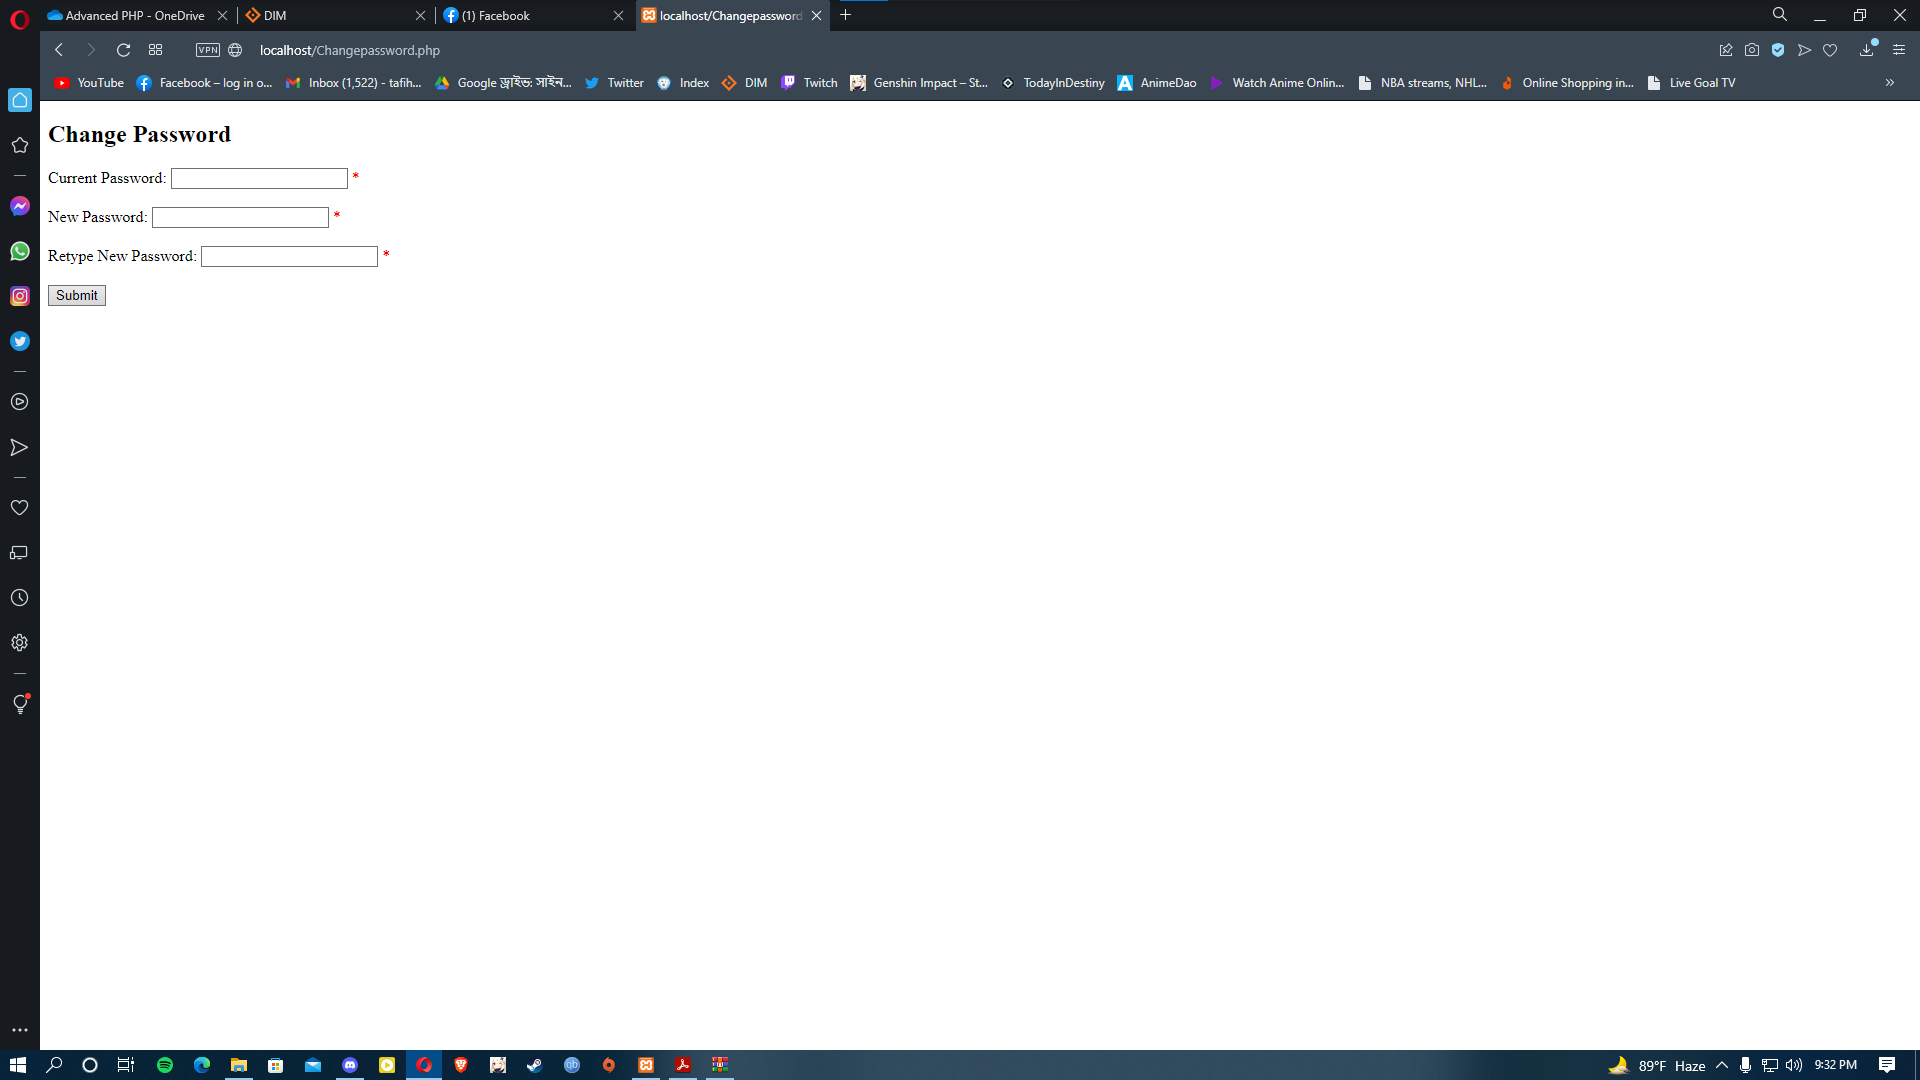 Advanced PHP - OneDrive
DIM
(1) Facebook
localhost/Changepassword
VPN
localhost/Changepassword.php
YouTube
Facebook – log in o...
Inbox (1,522) - tafih...
Google ড্রাইভ: সাইন...
Twitter
Index
DIM
Twitch
Genshin Impact – St...
TodayInDestiny
AnimeDao
Watch Anime Onlin...
NBA streams, NHL...
Online Shopping in...
Live Goal TV
Change Password
Current Password: *
New Password: *
Retype New Password: *
Submit
89°F Haze
9:32 PM